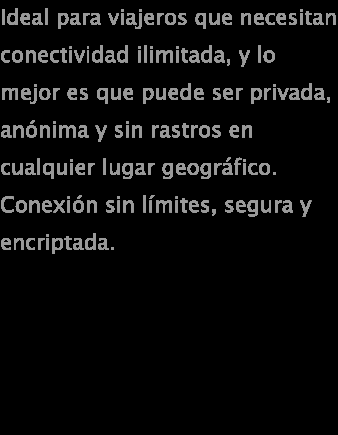 Ideal para viajeros que necesitan
conectividad ilimitada, y lo
mejor es que puede ser privada,
anónima y sin rastros en
cualquier lugar geográfico.
Conexión sin límites, segura y
encriptada.